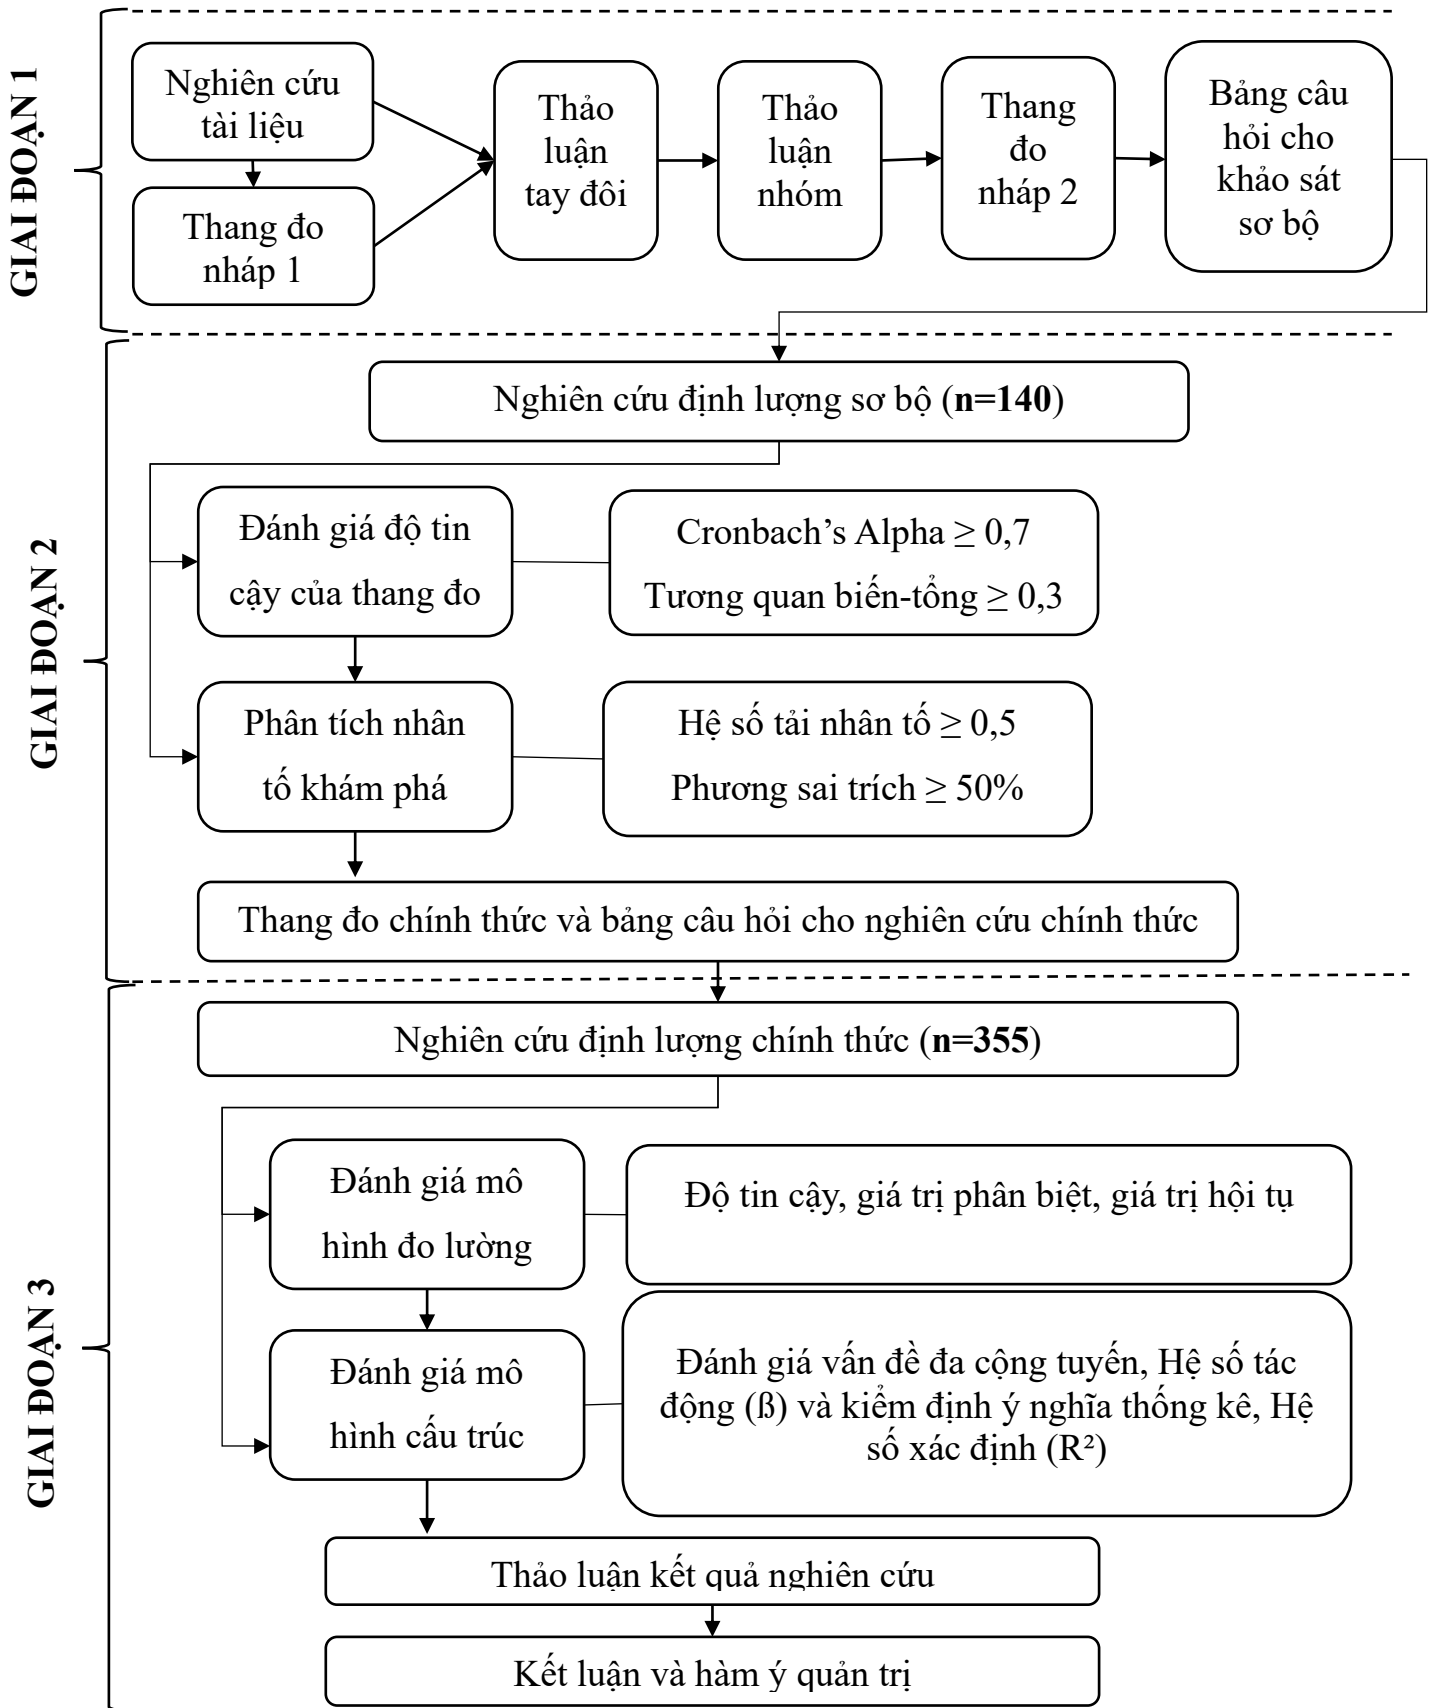 GIAI ĐOẠN 1
Nghiên cứu
tài liệu
Thang đo
nháp 1
Thảo
luận
tay đôi
Thảo
luận
nhóm
Thang
đo
nháp 2
Bảng câu
hỏi cho
khảo sát
sơ bộ
GIAI ĐOẠN 2
Nghiên cứu định lượng sơ bộ (n=140)
Đánh giá độ tin
cậy của thang đo
Cronbach’s Alpha ≥ 0,7
Tương quan biến-tổng ≥ 0,3
Phân tích nhân
tố khám phá
Hệ số tải nhân tố ≥ 0,5
Phương sai trích ≥ 50%
Thang đo chính thức và bảng câu hỏi cho nghiên cứu chính thức
GIAI ĐOẠN 3
Nghiên cứu định lượng chính thức (n=355)
Đánh giá mô
hình đo lường
Độ tin cậy, giá trị phân biệt, giá trị hội tụ
Đánh giá mô
hình cấu trúc
Đánh giá vấn đề đa cộng tuyến, Hệ số tác
động (ß) và kiểm định ý nghĩa thống kê, Hệ
số xác định (R²)
Thảo luận kết quả nghiên cứu
Kết luận và hàm ý quản trị